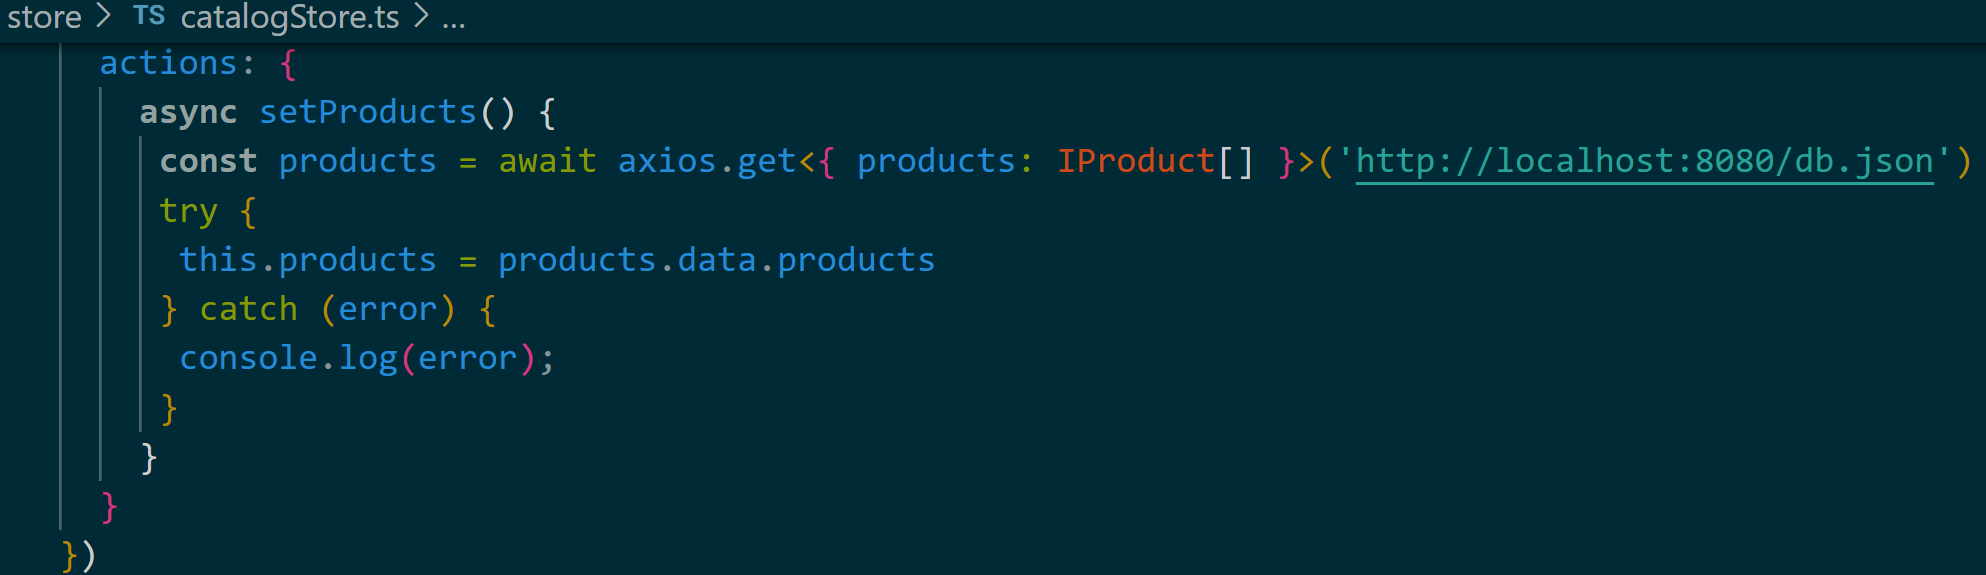 store > TS catalogStore.ts > ...
actions: {
async setProducts() {
const products = await axios.get<{ products: IProduct[] }>('http://localhost:8080/db.json')
try {
this.products = products.data.products
} catch (error) {
console.log(error);
}
}
}
})